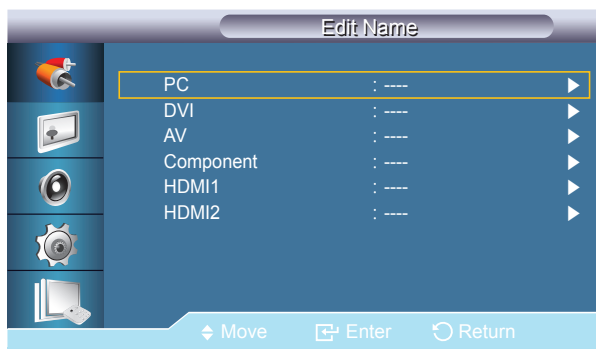 Edit Name
PC : ----
DVI : ----
AV : ----
Component : ----
HDMI1 : ----
HDMI2 : ----
Move Enter Return